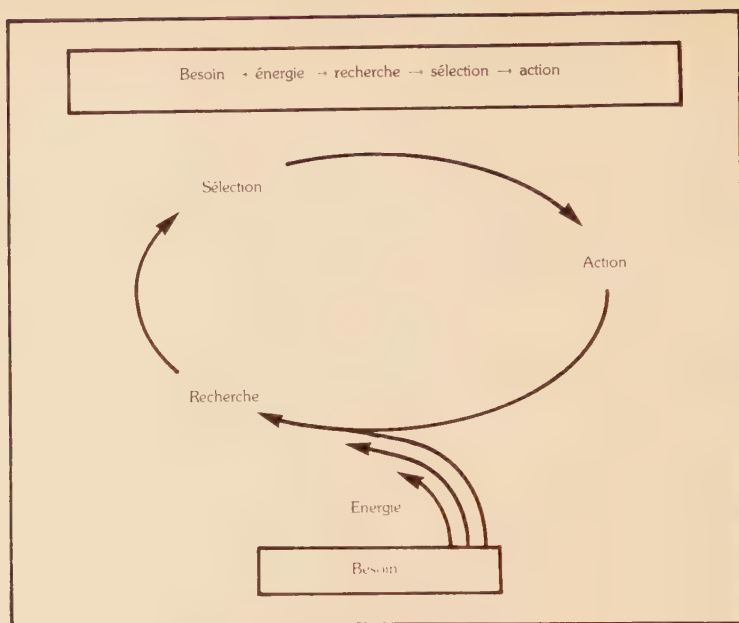 Besoin → énergie → recherche → sélection → action
Sélection
Action
Recherche
Energie
Besoin